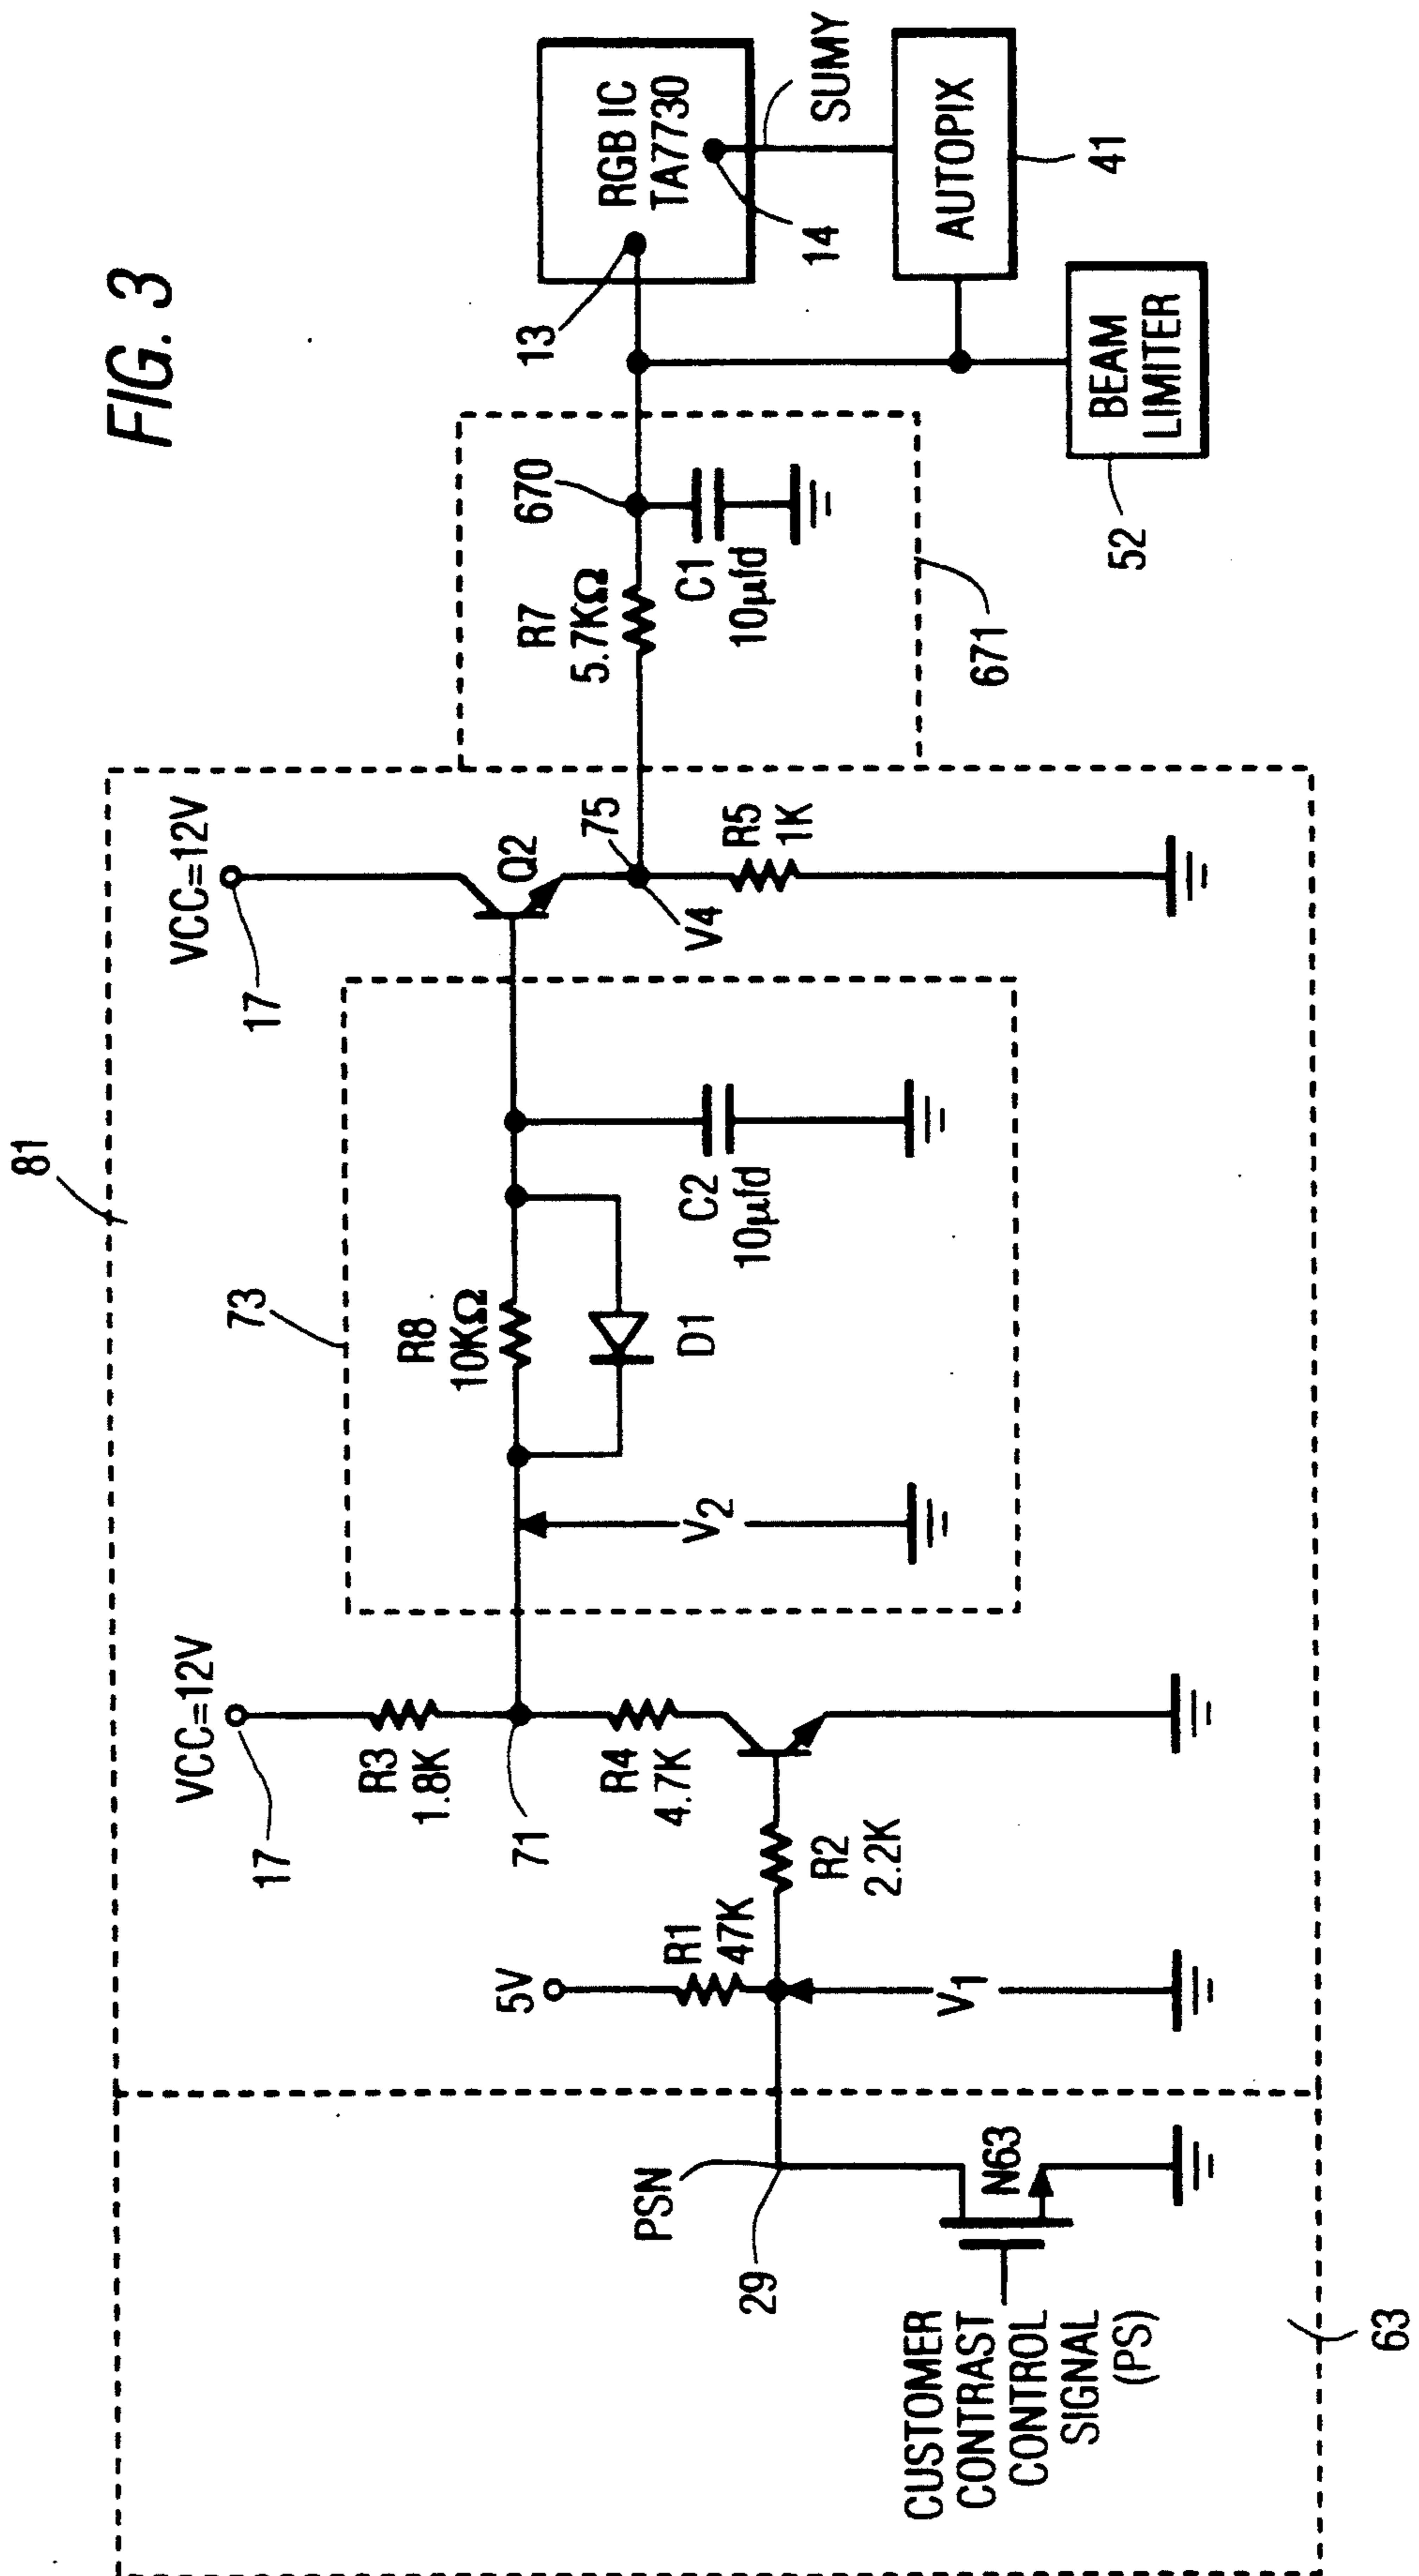 FIG. 3
81
VCC=12V
17
VCC=12V
17
73
R3
1.8K
71
R4
4.7K
R8
10KΩ
D1
V2
C2
10µfd
Q2
75
V4
R5
1K
R7
5.7KΩ
670
C1
10µfd
671
13
RGB IC
TA7730
14
SUMY
AUTOPIX
41
BEAM
LIMITER
52
5V
R1
47K
R2
2.2K
V1
PSN
29
N63
CUSTOMER
CONTRAST
CONTROL
SIGNAL
(PS)
63